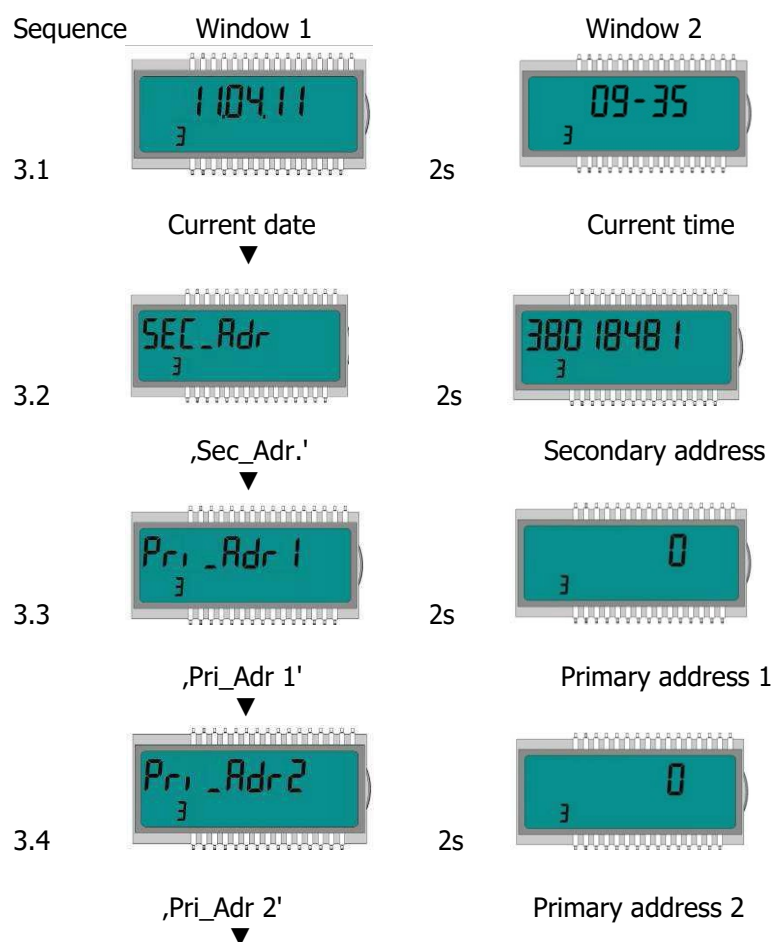 Sequence Window 1 Window 2
11.04.11 09-35
3 3
3.1 2s
Current date Current time
▼
SEC_Adr 38018481
3 3
3.2 2s
‚Sec_Adr.' Secondary address
▼
Pri_Adr 1 0
3 3
3.3 2s
‚Pri_Adr 1' Primary address 1
▼
Pri_Adr2 0
3 3
3.4 2s
‚Pri_Adr 2' Primary address 2
▼